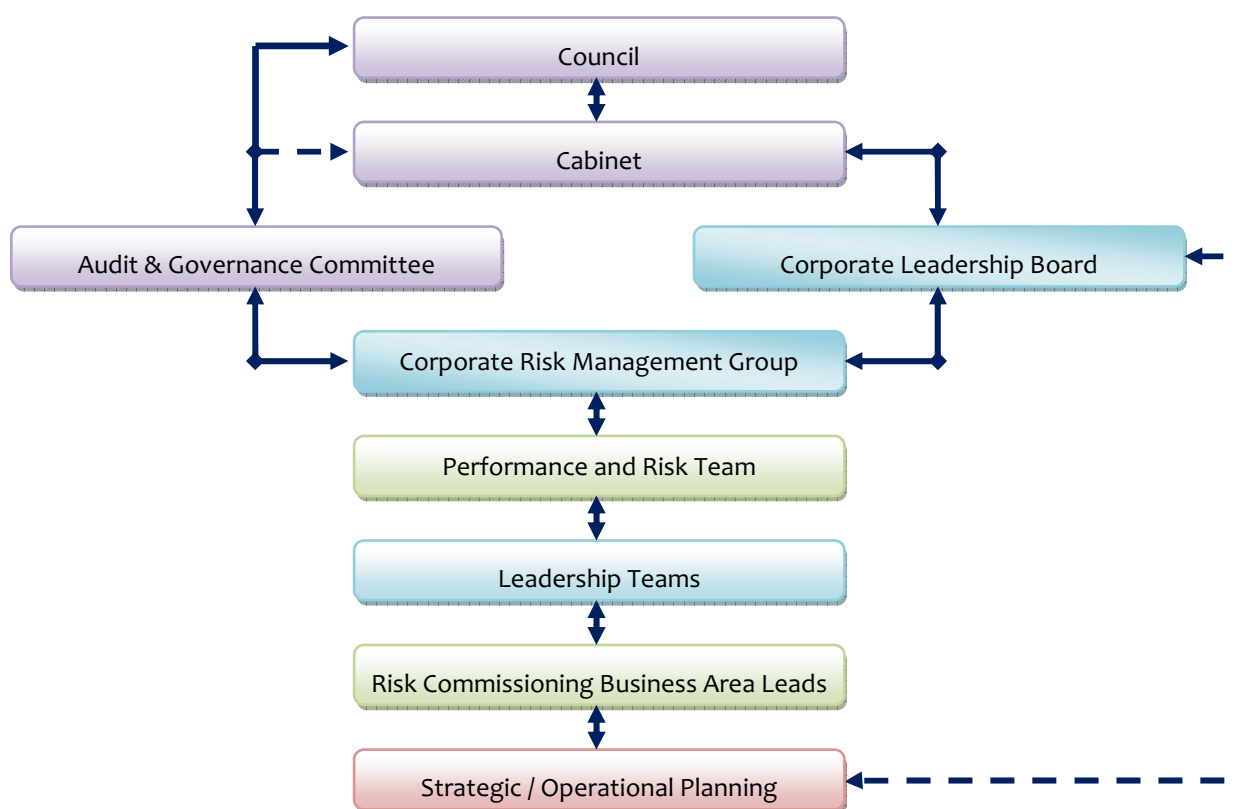 Council
Cabinet
Audit & Governance Committee
Corporate Leadership Board
Corporate Risk Management Group
Performance and Risk Team
Leadership Teams
Risk Commissioning Business Area Leads
Strategic / Operational Planning